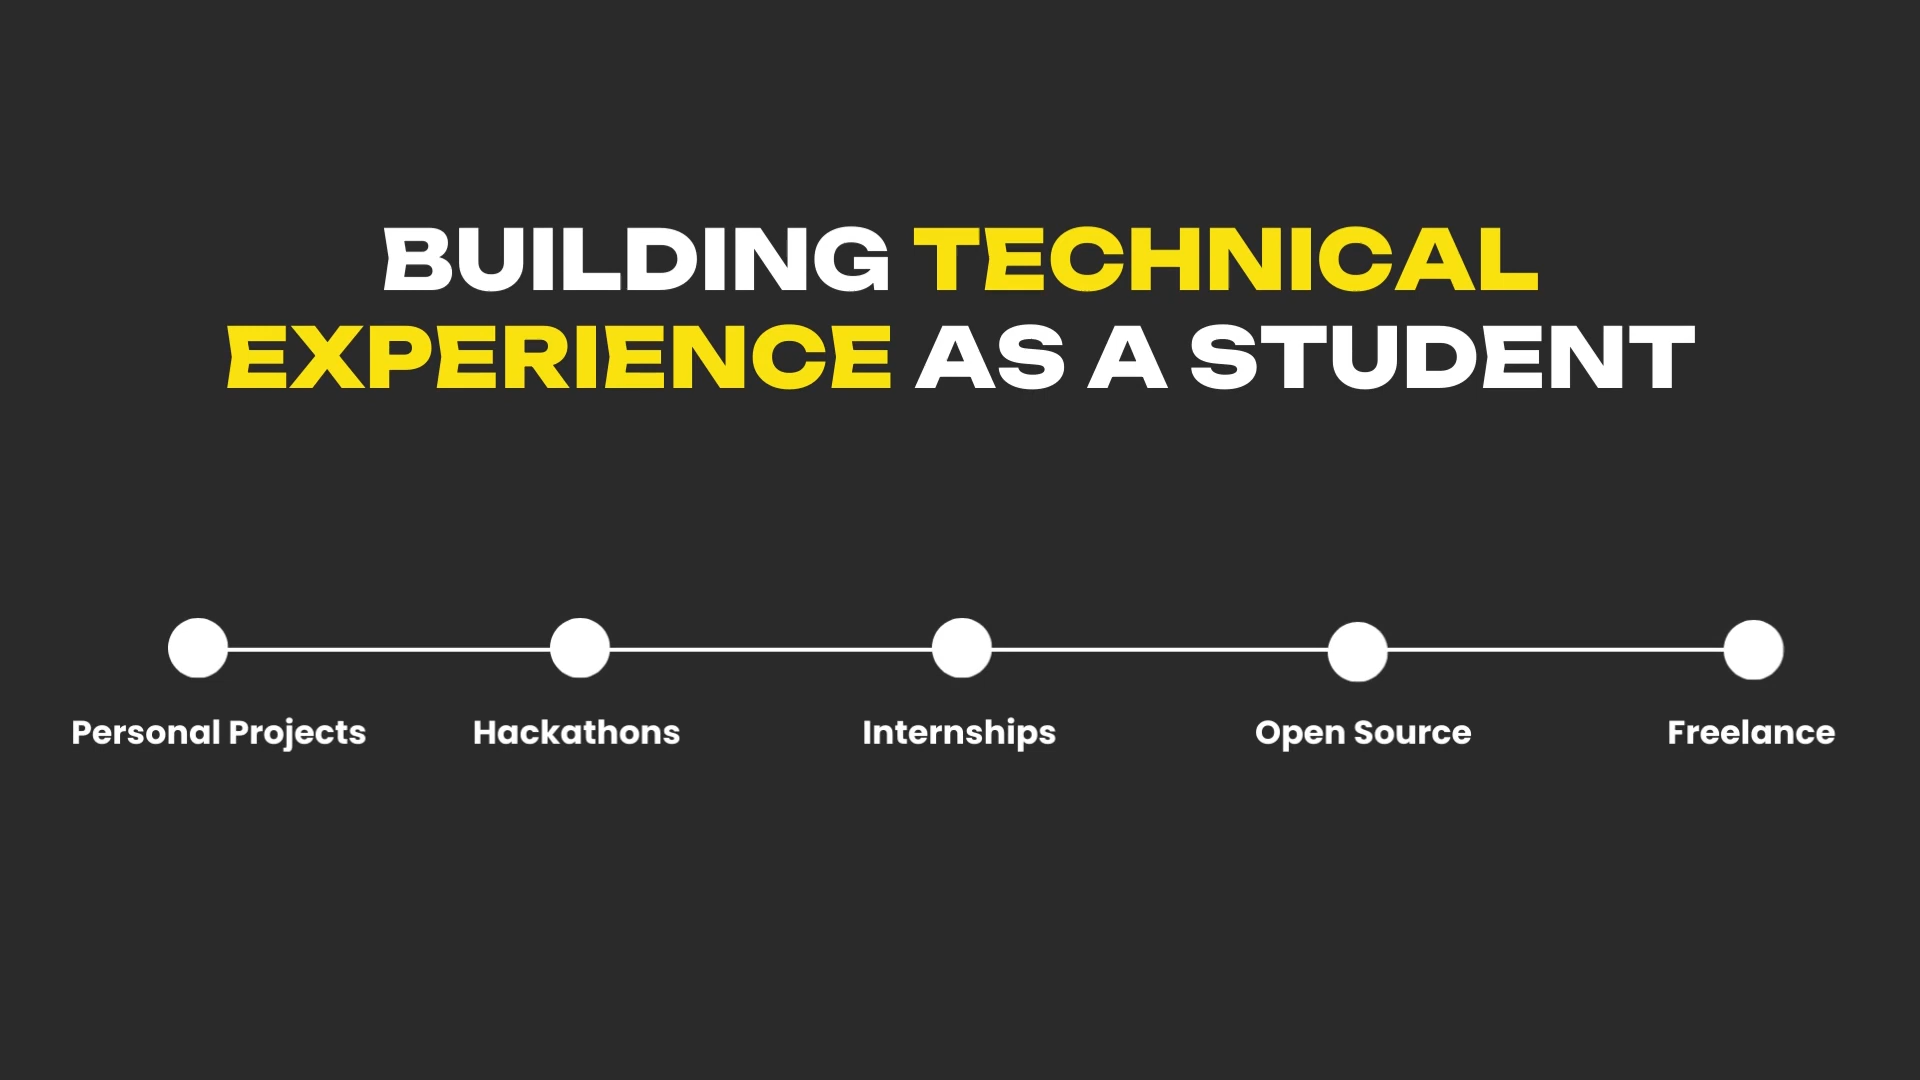 BUILDING TECHNICAL
EXPERIENCE AS A STUDENT
Personal Projects
Hackathons
Internships
Open Source
Freelance